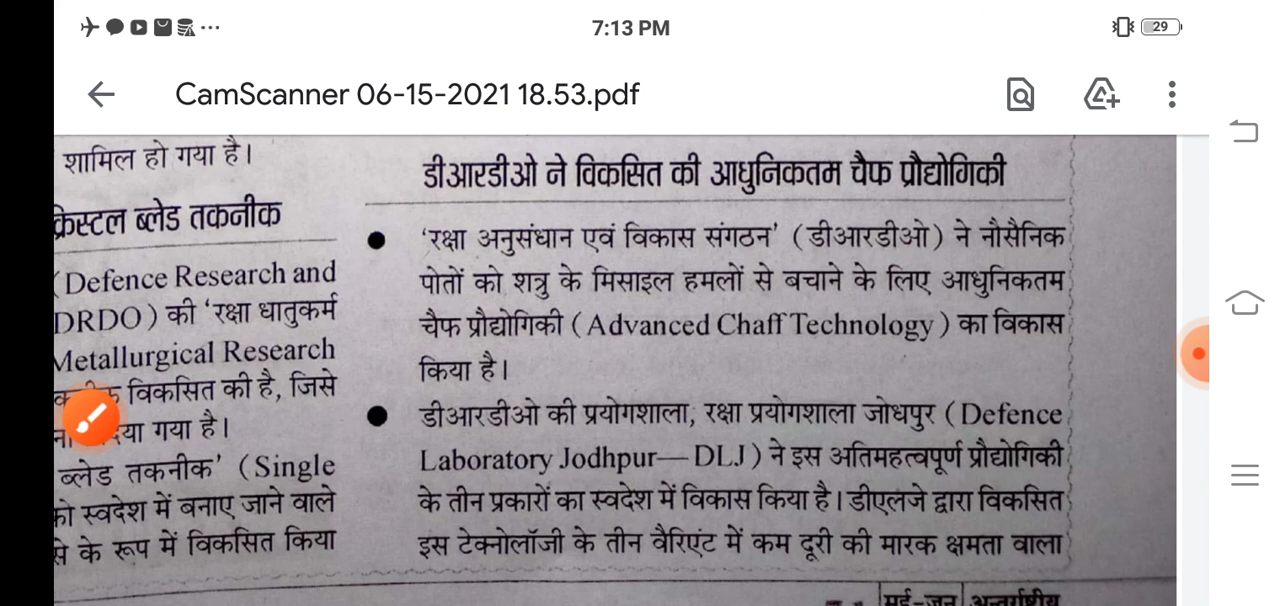 7:13 PM
29
CamScanner 06-15-2021 18.53.pdf
शामिल हो गया है।
क्रिस्टल ब्लेड तकनीक
(Defence Research and
DRDO) की ‘रक्षा धातुकर्म
Metallurgical Research
विकसित की है, जिसे
गया है।
ब्लेड तकनीक’ (Single
को स्वदेश में बनाए जाने वाले
से के रूप में विकसित किया
डीआरडीओ ने विकसित की आधुनिकतम चैफ प्रौद्योगिकी
● ‘रक्षा अनुसंधान एवं विकास संगठन’ (डीआरडीओ) ने नौसैनिक
पोतों को शत्रु के मिसाइल हमलों से बचाने के लिए आधुनिकतम
चैफ प्रौद्योगिकी (Advanced Chaff Technology) का विकास
किया है।
● डीआरडीओ की प्रयोगशाला, रक्षा प्रयोगशाला जोधपुर (Defence
Laboratory Jodhpur—DLJ) ने इस अतिमहत्वपूर्ण प्रौद्योगिकी
के तीन प्रकारों का स्वदेश में विकास किया है। डीएलजे द्वारा विकसित
इस टेक्नोलॉजी के तीन वैरिएंट में कम दूरी की मारक क्षमता वाला
मई-जून अन्तर्राष्ट्रीय